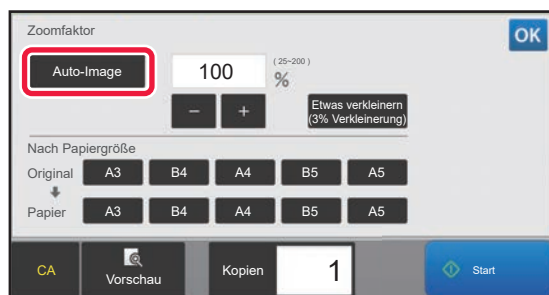 Zoomfaktor
OK
Auto-Image
100
(25~200)
%
− +
Etwas verkleinern
(3% Verkleinerung)
Nach Papiergröße
Original A3 B4 A4 B5 A5
Papier A3 B4 A4 B5 A5
CA
Vorschau
Kopien
1
Start